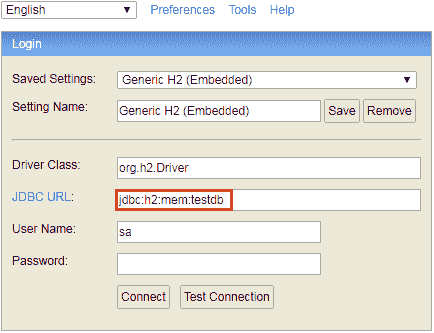 English Preferences Tools Help
Login
Saved Settings: Generic H2 (Embedded)
Setting Name: Generic H2 (Embedded) Save Remove
Driver Class: org.h2.Driver
JDBC URL: jdbc:h2:mem:testdb
User Name: sa
Password:
Connect Test Connection